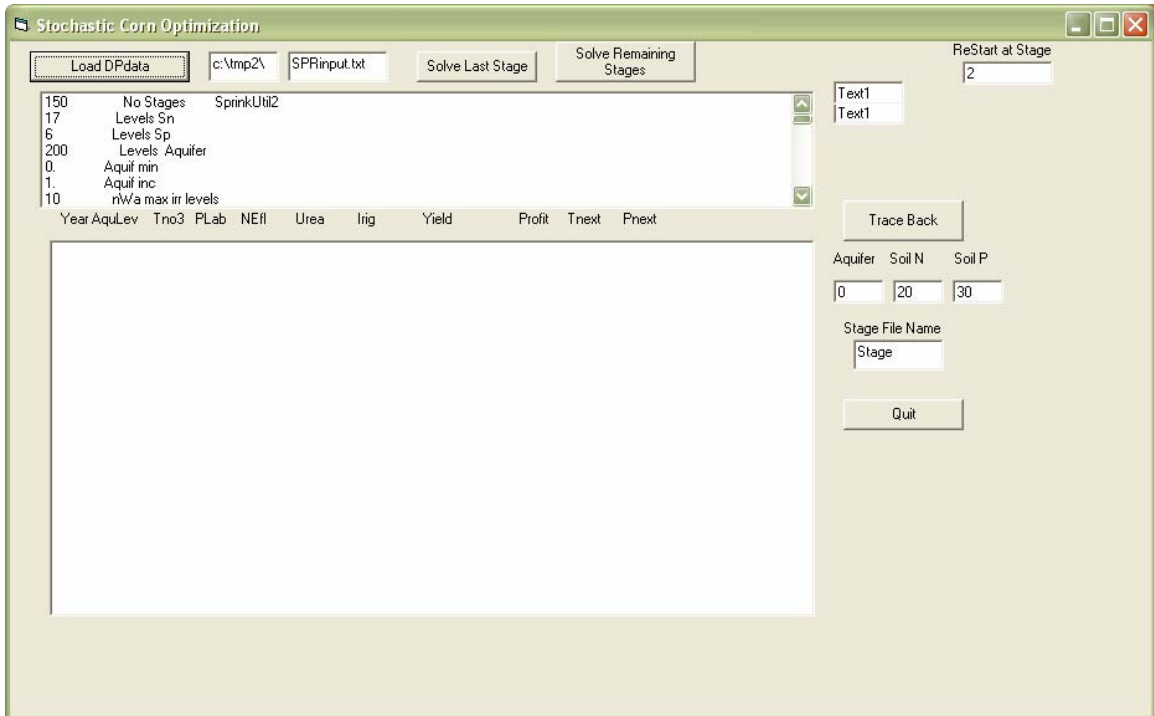 Stochastic Corn Optimization
Load DPdata
c:\tmp2\
SPRinput.txt
Solve Last Stage
Solve Remaining
Stages
ReStart at Stage
2
150 No Stages SprinkUtil2
17 Levels Sn
6 Levels Sp
200 Levels Aquifer
0. Aquif min
1. Aquif inc
10 nWa max irr levels
Text1
Text1
Year AquLev Tno3 PLab NEfl Urea Irig Yield Profit Tnext Pnext
Trace Back
Aquifer Soil N Soil P
0 20 30
Stage File Name
Stage
Quit